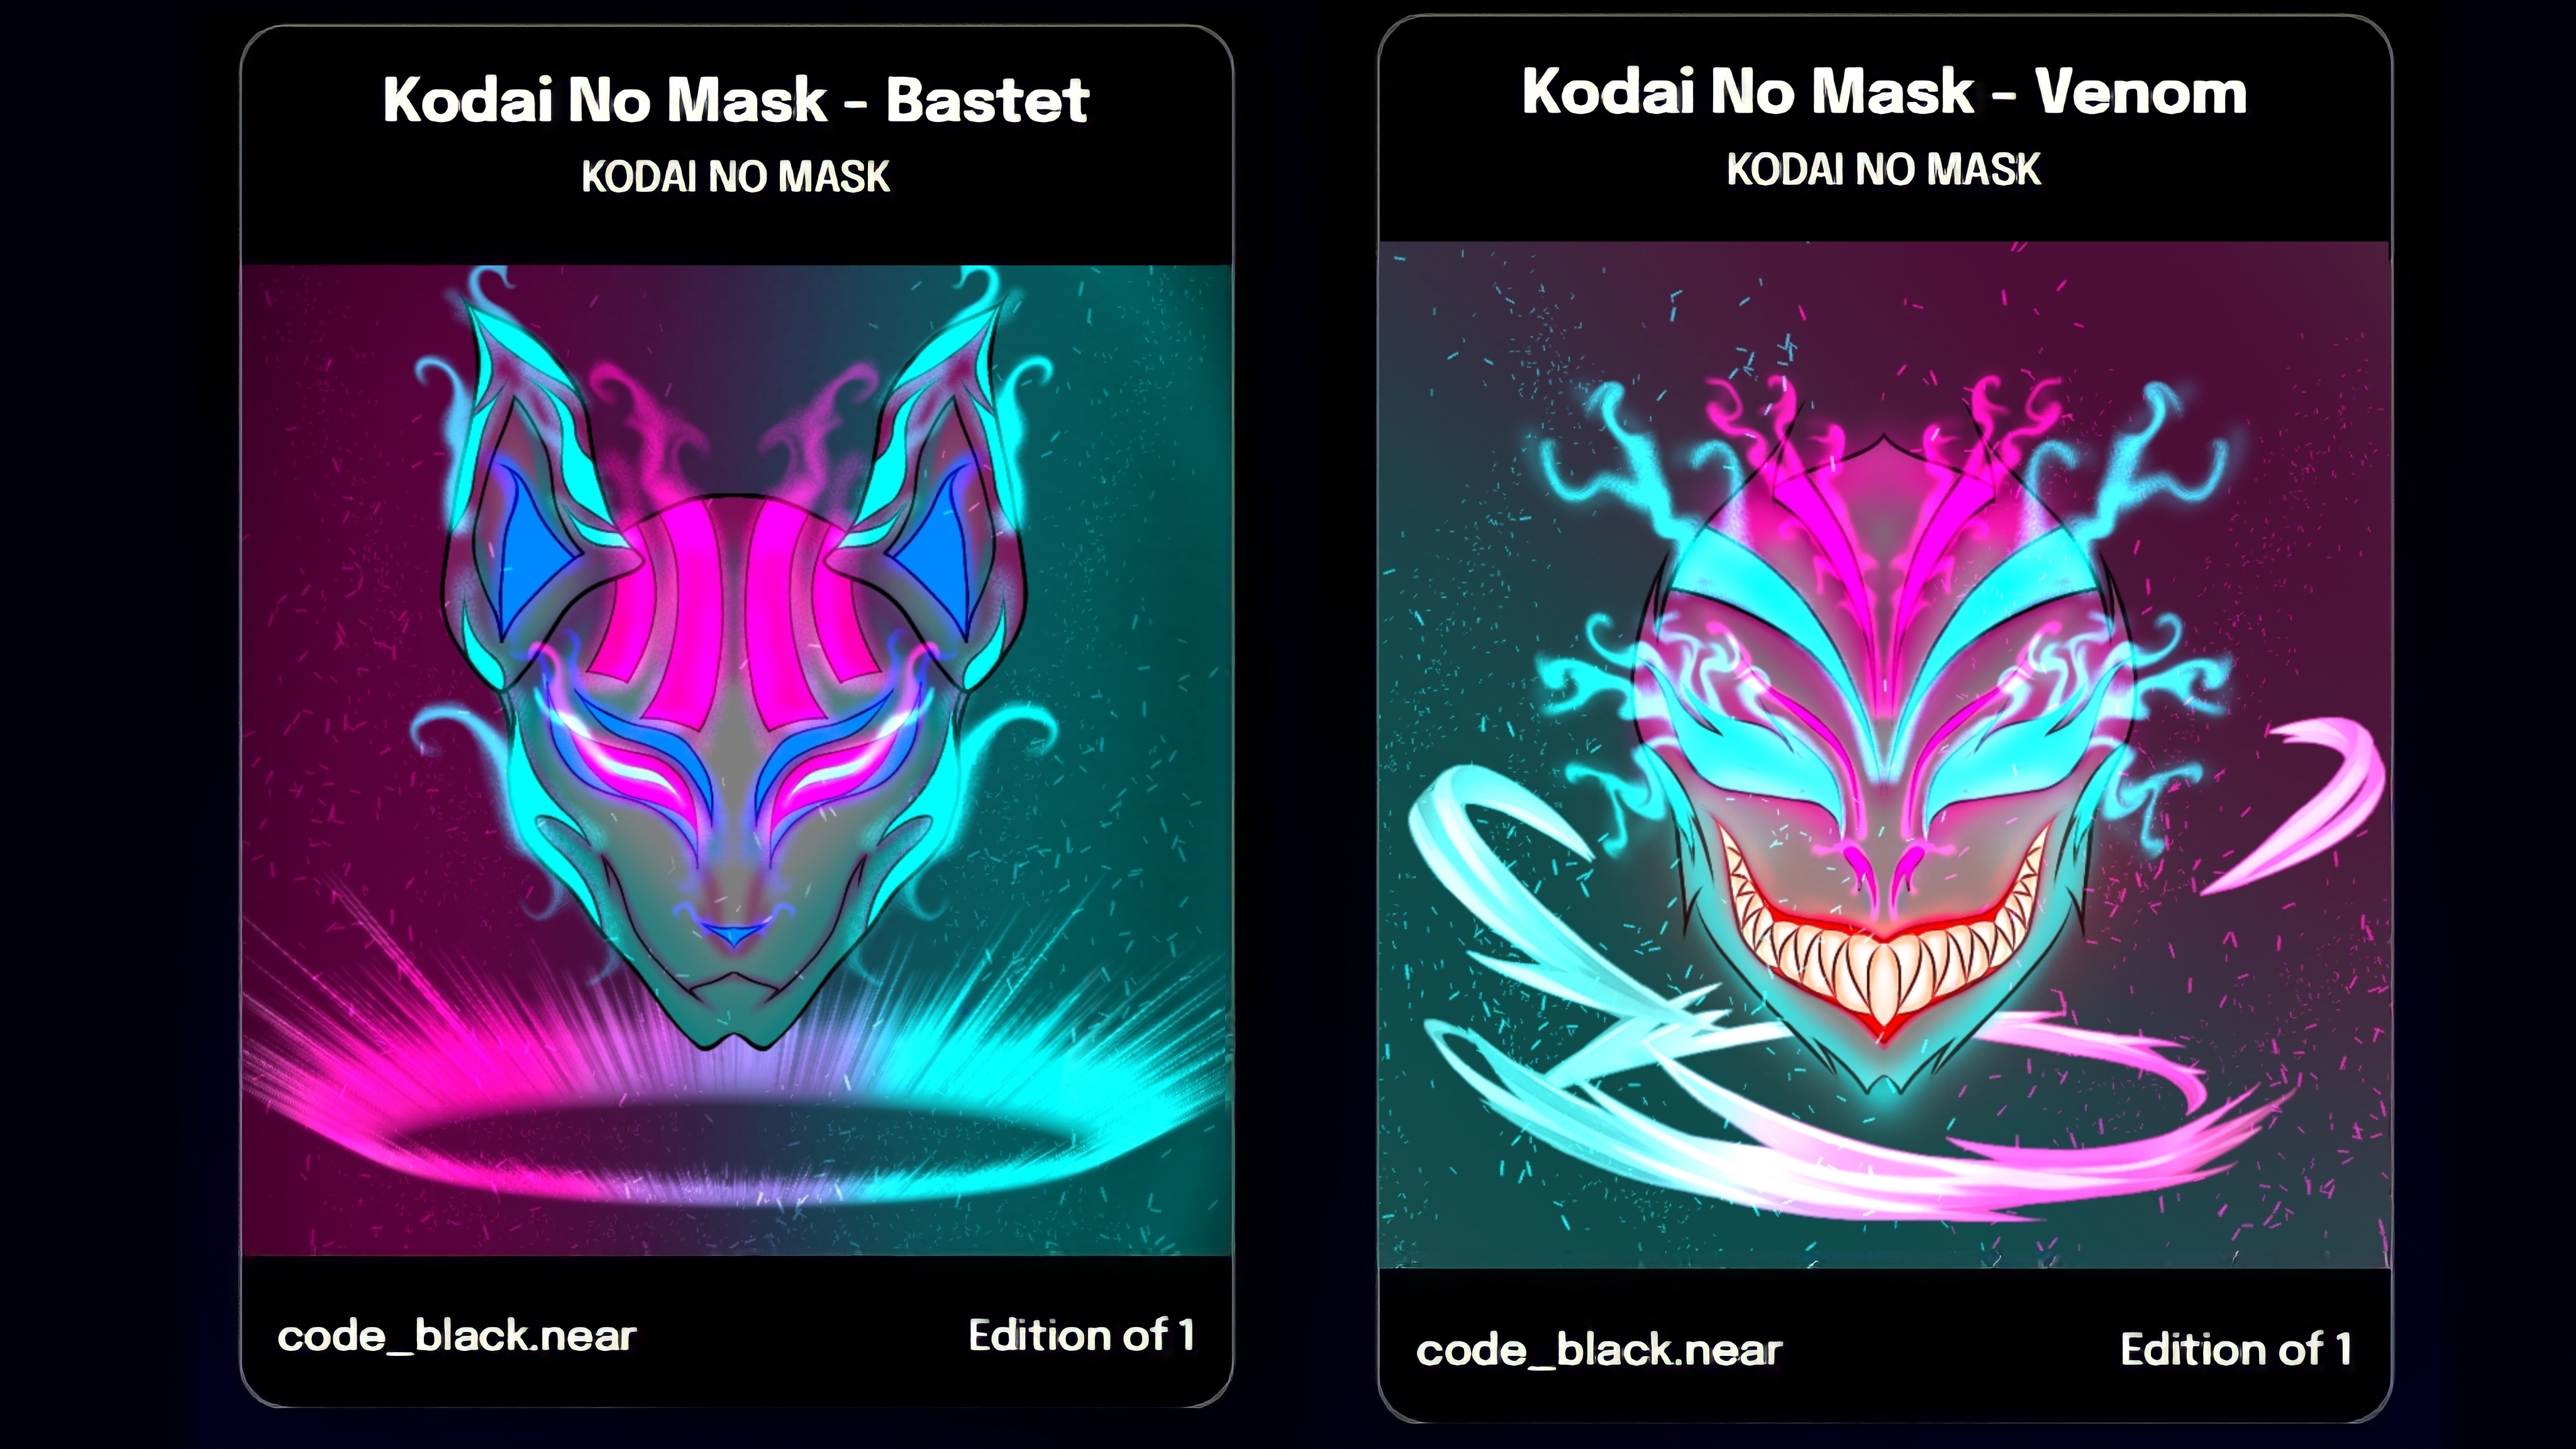 Kodai No Mask - Bastet
KODAI NO MASK
code_black.near
Edition of 1
Kodai No Mask - Venom
KODAI NO MASK
code_black.near
Edition of 1